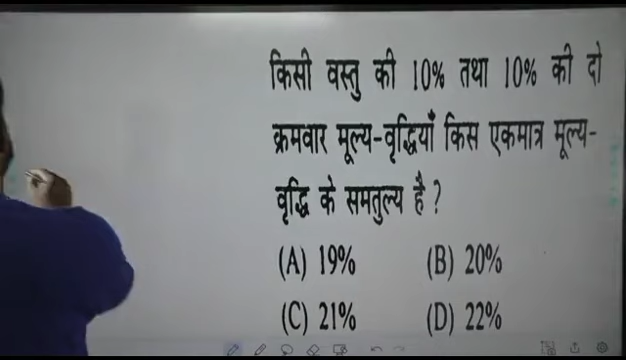 किसी वस्तु की 10% तथा 10% की दो
क्रमवार मूल्य-वृद्धियाँ किस एकमात्र मूल्य-
वृद्धि के समतुल्य है ?
(A) 19% (B) 20%
(C) 21% (D) 22%